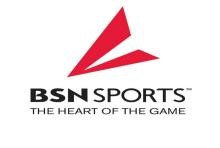 BSN SPORTS™
THE HEART OF THE GAME